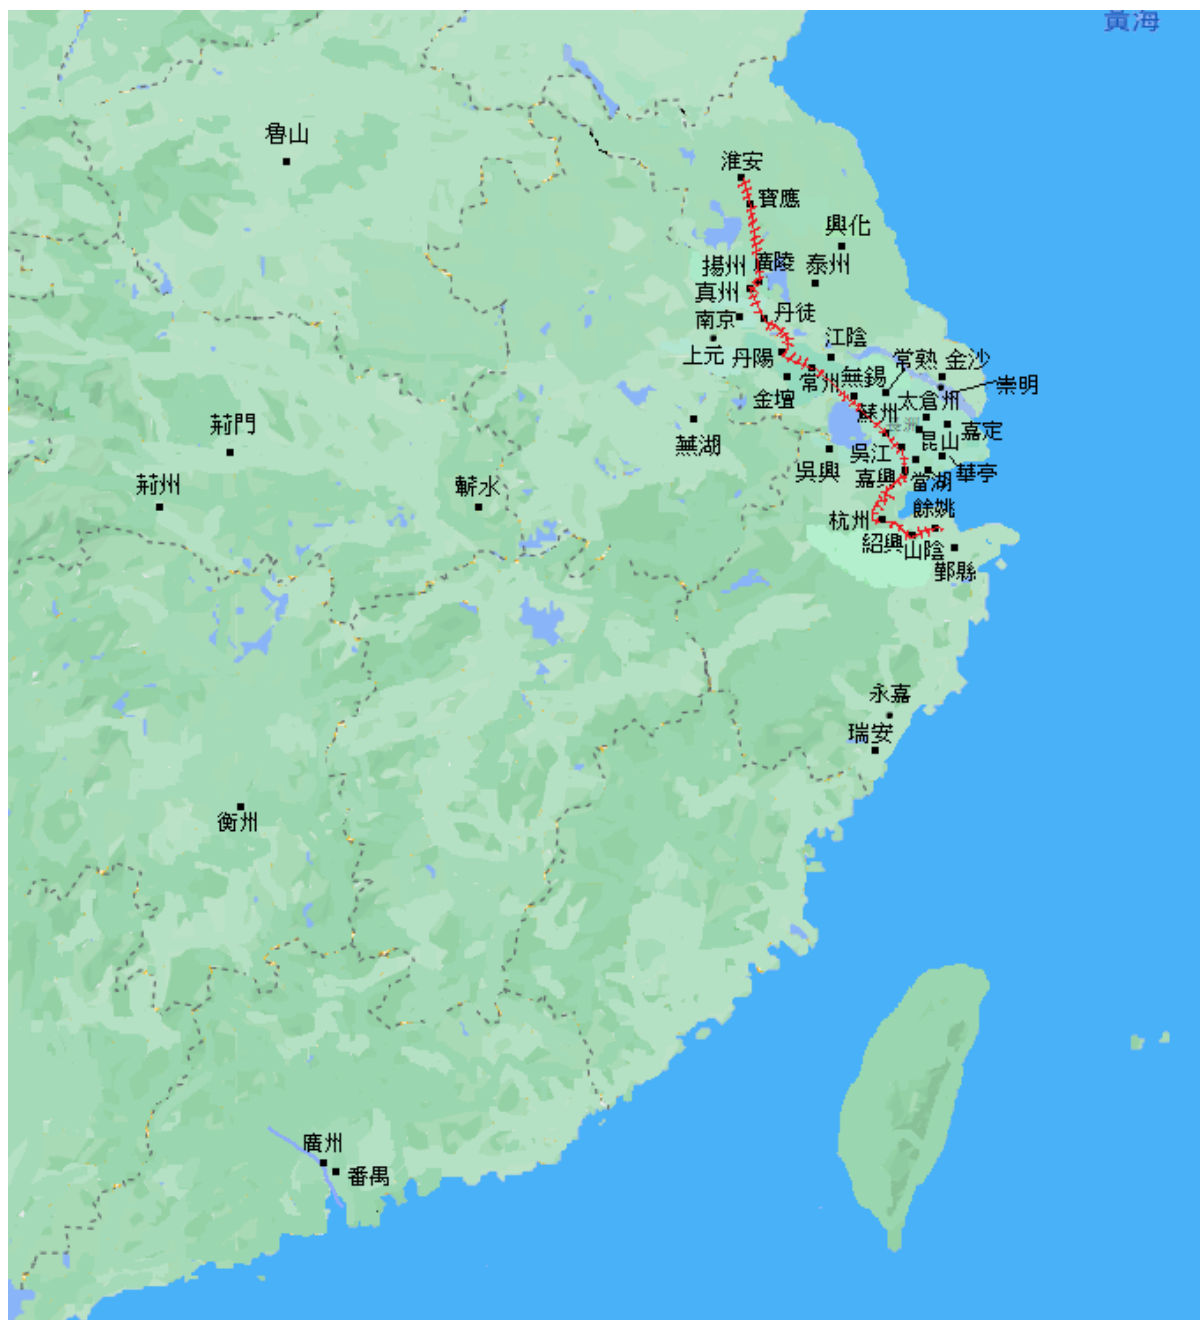 黃海
魯山
淮安
寶應
興化
揚州
廣陵
泰州
真州
南京
丹徒
江陰
上元
丹陽
常州
無錫
常熟
金沙
崇明
金壇
蘇州
太倉州
荊門
蕪湖
吳興
吳江
昆山
嘉定
荊州
蘄水
嘉興
當湖
華亭
杭州
餘姚
紹興
山陰
鄞縣
永嘉
瑞安
衡州
廣州
番禺